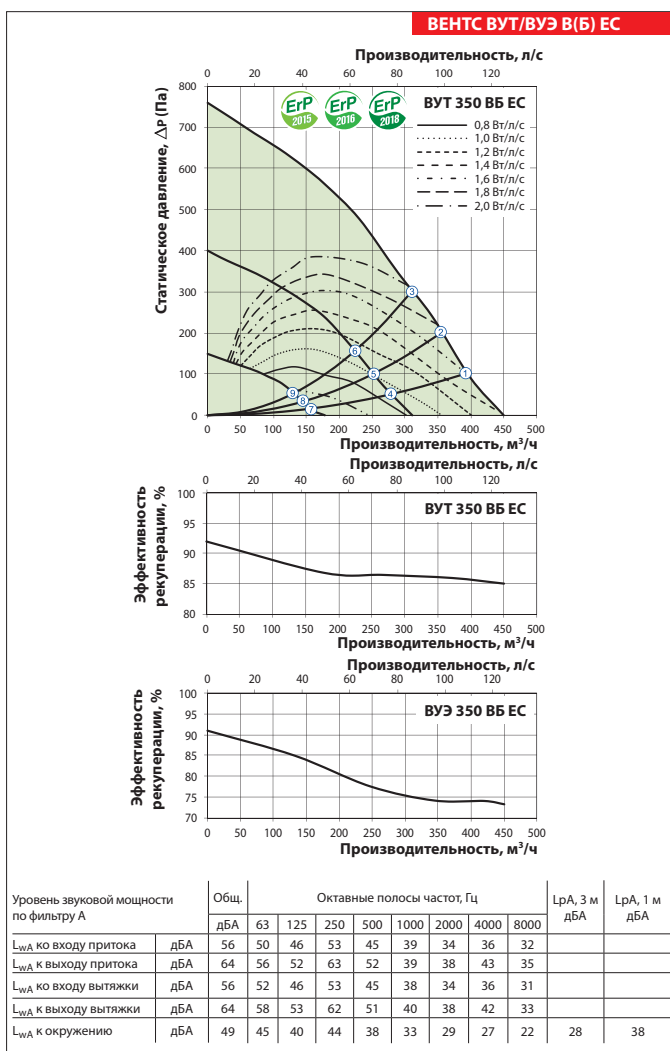 ВЕНТС ВУТ/ВУЭ В(Б) ЕС
Производительность, л/с
0 20 40 60 80 100 120
Статическое давление, △P (Па)
800
700
600
500
400
300
200
100
0
ErP 2015
ErP 2016
ErP 2018
ВУТ 350 ВБ ЕС
0,8 Вт/л/с
1,0 Вт/л/с
1,2 Вт/л/с
1,4 Вт/л/с
1,6 Вт/л/с
1,8 Вт/л/с
2,0 Вт/л/с
3
2
1
6
5
4
9
8
7
0 50 100 150 200 250 300 350 400 450 500
Производительность, м³/ч
Производительность, л/с
0 20 40 60 80 100 120
Эффективность
рекуперации, %
100
95
90
85
80
ВУТ 350 ВБ ЕС
0 50 100 150 200 250 300 350 400 450 500
Производительность, м³/ч
Производительность, л/с
0 20 40 60 80 100 120
Эффективность
рекуперации, %
100
95
90
85
80
75
70
ВУЭ 350 ВБ ЕС
0 50 100 150 200 250 300 350 400 450 500
Производительность, м³/ч
Уровень звуковой мощности
по фильтру А
Общ. Октавные полосы частот, Гц LpA, 3 м дБА LpA, 1 м дБА
дБА 63 125 250 500 1000 2000 4000 8000
LwA ко входу притока дБА 56 50 46 53 45 39 34 36 32
LwA к выходу притока дБА 64 56 52 63 52 39 38 43 35
LwA ко входу вытяжки дБА 56 52 46 53 45 38 34 36 31
LwA к выходу вытяжки дБА 64 58 53 62 51 40 38 42 33
LwA к окружению дБА 49 45 40 44 38 33 29 27 22 28 38